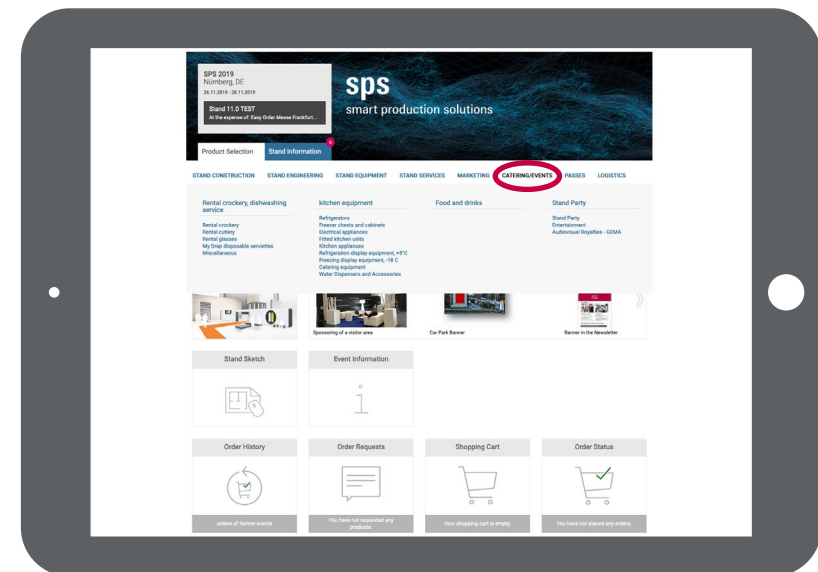 SPS 2019
Nürnberg, DE
26.11.2019 - 28.11.2019
Stand 11.0 TEST
At the expense of: Easy Order Messe Frankfurt...
sps
smart production solutions
Product Selection
Stand Information
0
STAND CONSTRUCTION STAND ENGINEERING STAND EQUIPMENT STAND SERVICES MARKETING CATERING/EVENTS PASSES LOGISTICS
Rental crockery, dishwashing
service
Rental crockery
Rental cutlery
Rental glasses
My Drap disposable serviettes
Miscellaneous
kitchen equipment
Refrigerators
Freezer chests and cabinets
Electrical appliances
Fitted kitchen units
Kitchen appliances
Refrigeration display equipment, +5°C
Freezing display equipment, -18 C
Catering equipment
Water Dispensers and Accessories
Food and drinks
Stand Party
Stand Party
Entertainment
Audiovisual Royalties - GEMA
Sponsoring of a visitor area
Car Park Banner
Banner in the Newsletter
Stand Sketch
Event Information
i
Order History
Order Requests
Shopping Cart
Order Status
orders of former events
You have not requested any
products.
Your shopping cart is empty.
You have not placed any orders.